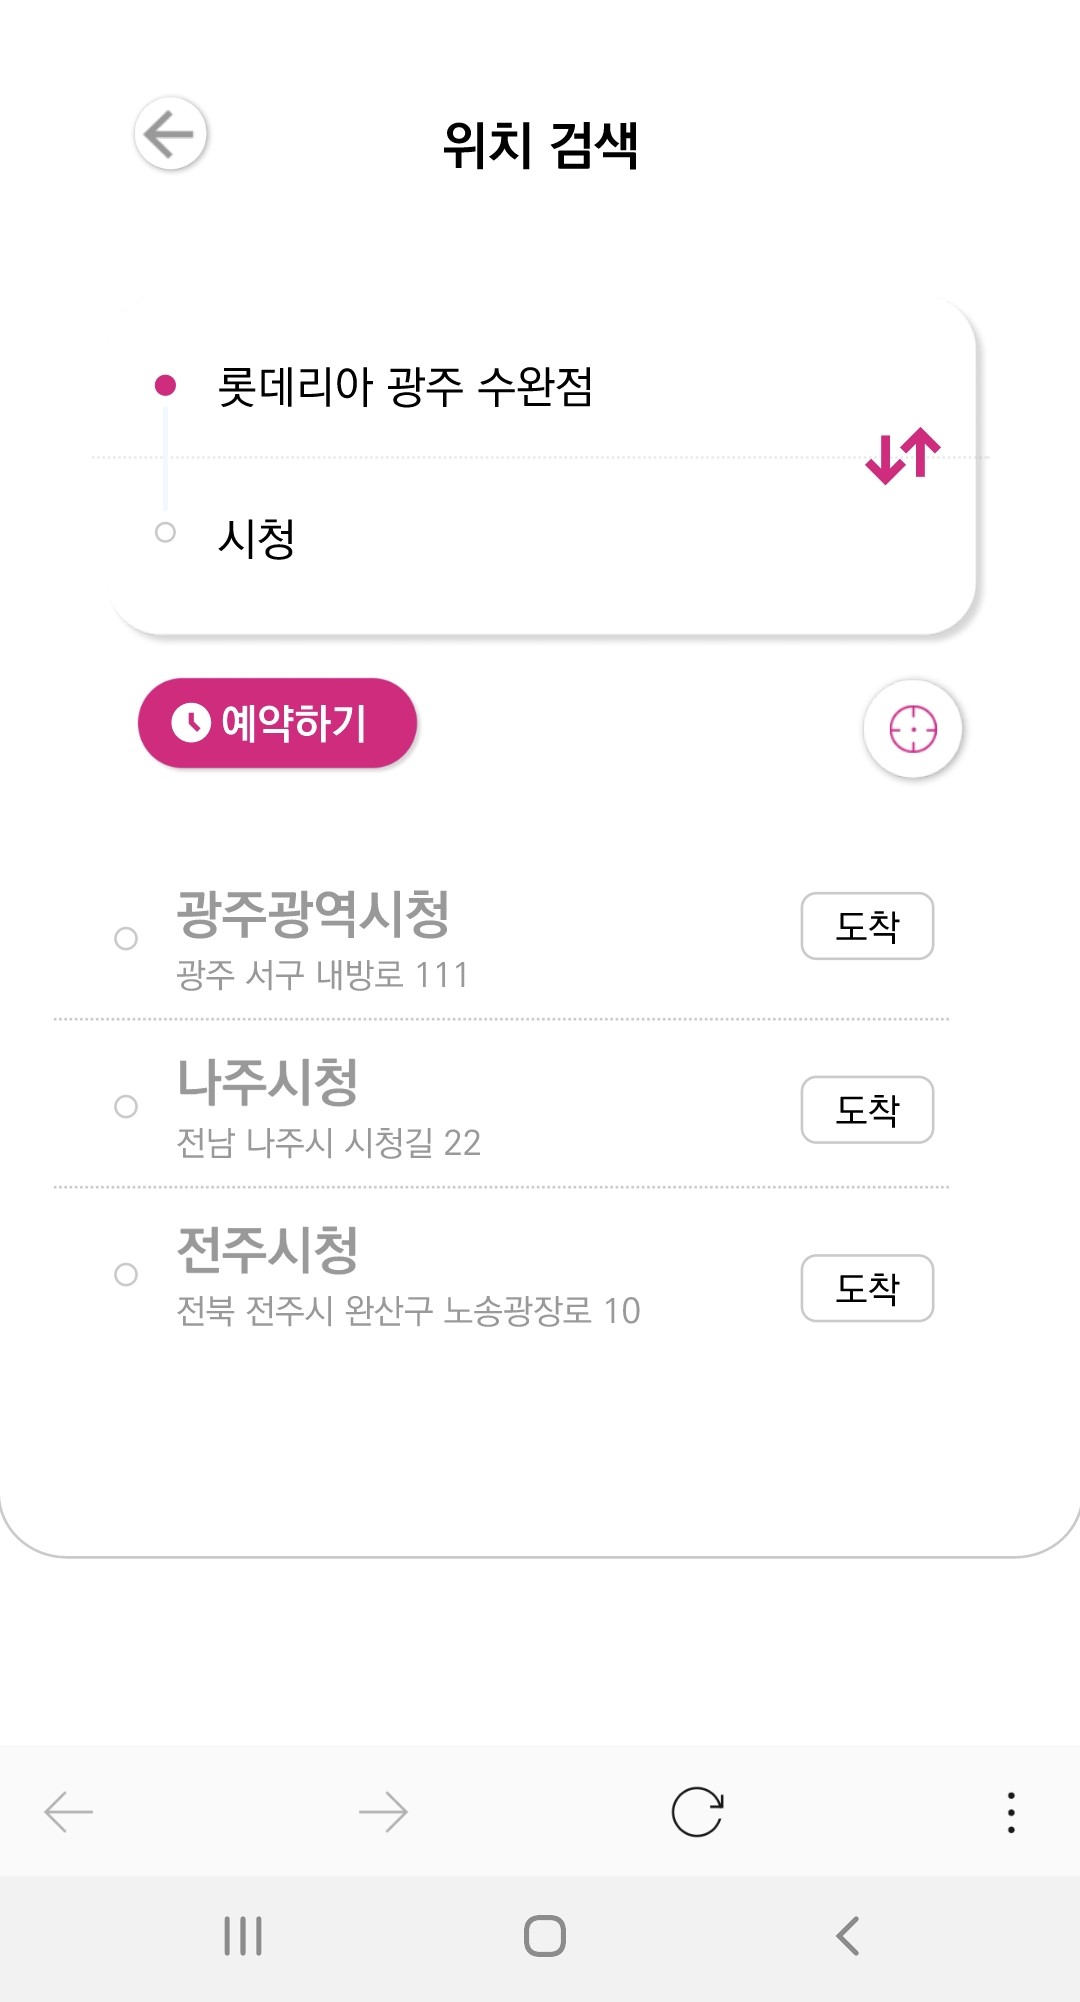 위치 검색
롯데리아 광주 수완점
시청
예약하기
광주광역시청
도착
광주 서구 내방로 111
나주시청
도착
전남 나주시 시청길 22
전주시청
도착
전북 전주시 완산구 노송광장로 10